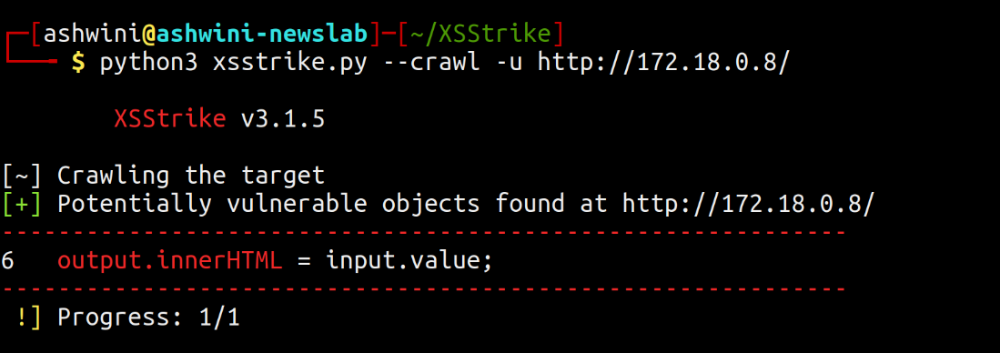 [ashwini@ashwini-newslab]-[~/XSStrike]
$ python3 xsstrike.py --crawl -u http://172.18.0.8/
XSStrike v3.1.5
[~] Crawling the target
[+] Potentially vulnerable objects found at http://172.18.0.8/
------------------------------------------------------------
6   output.innerHTML = input.value;
------------------------------------------------------------
!] Progress: 1/1